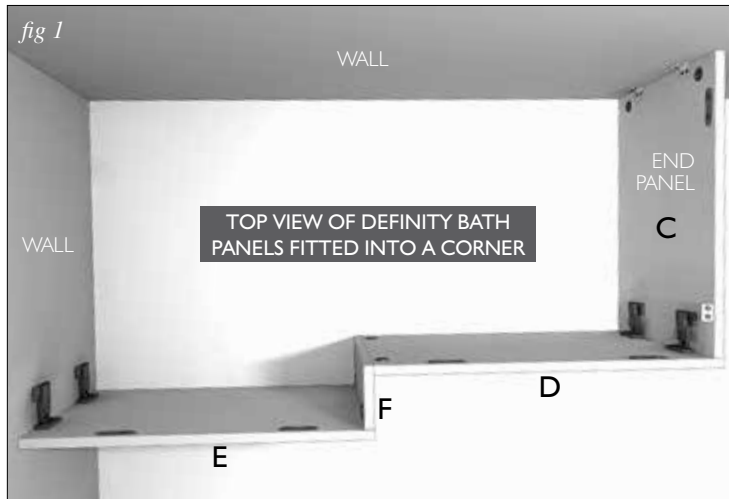 fig 1
WALL
END
PANEL
C
WALL
TOP VIEW OF DEFINITY BATH
PANELS FITTED INTO A CORNER
D
F
E